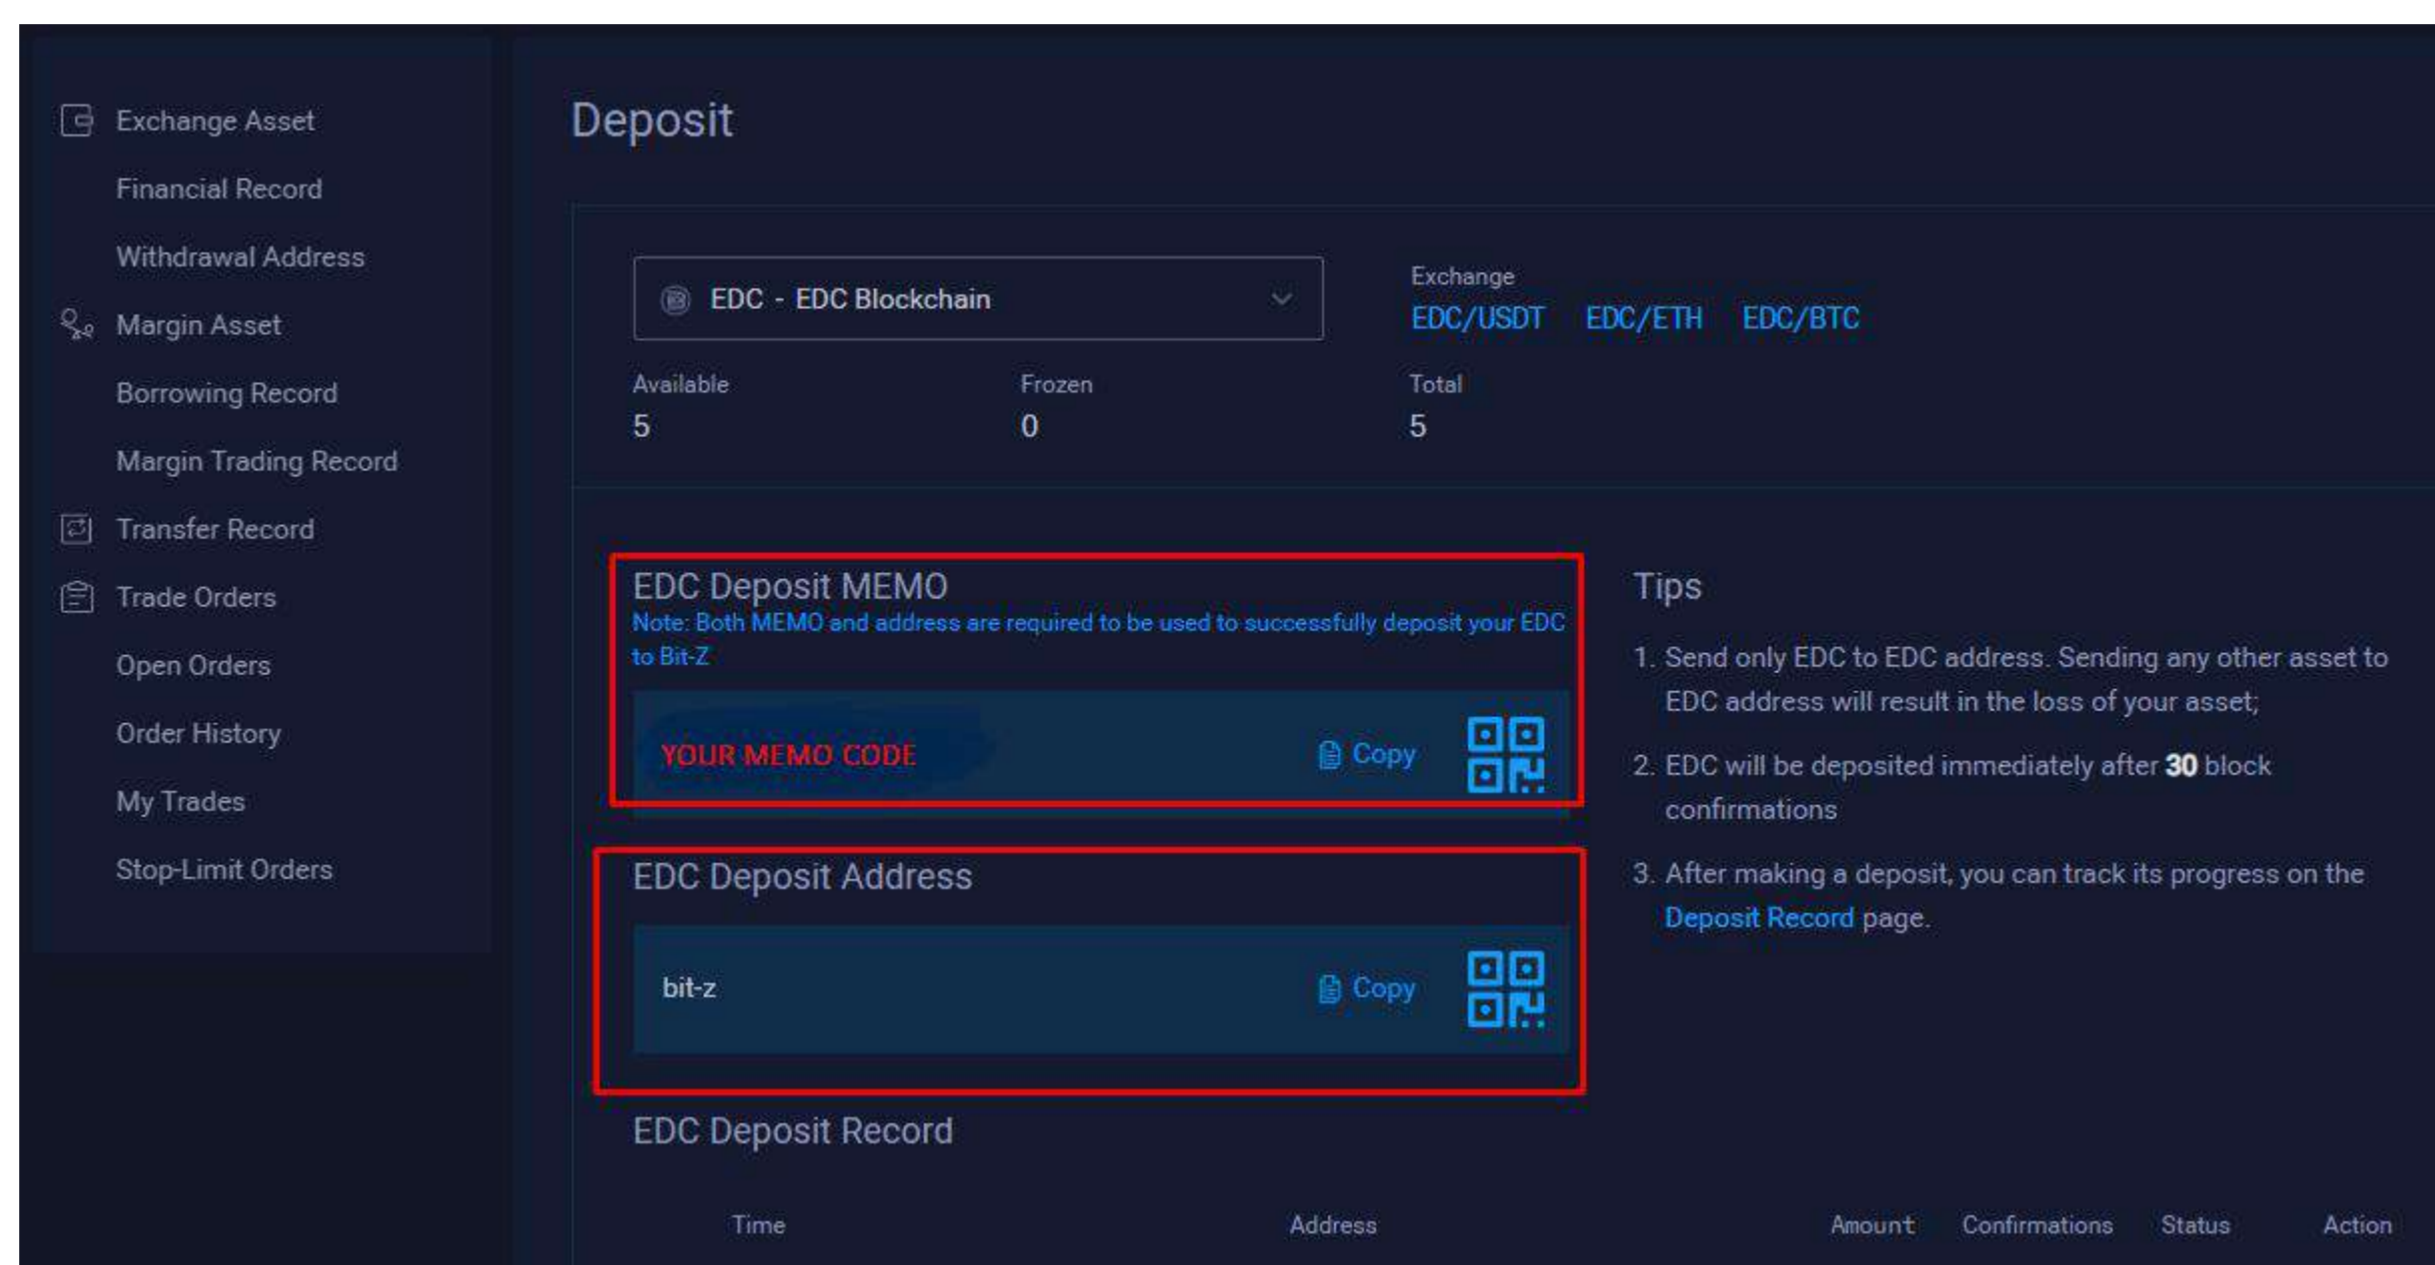 Exchange Asset
Financial Record
Withdrawal Address
Margin Asset
Borrowing Record
Margin Trading Record
Transfer Record
Trade Orders
Open Orders
Order History
My Trades
Stop-Limit Orders
Deposit
EDC - EDC Blockchain
Exchange
EDC/USDT EDC/ETH EDC/BTC
Available Frozen Total
5 0 5
EDC Deposit MEMO
Note: Both MEMO and address are required to be used to successfully deposit your EDC
to Bit-Z
YOUR MEMO CODE Copy
EDC Deposit Address
bit-z Copy
Tips
1. Send only EDC to EDC address. Sending any other asset to
EDC address will result in the loss of your asset;
2. EDC will be deposited immediately after 30 block
confirmations
3. After making a deposit, you can track its progress on the
Deposit Record page.
EDC Deposit Record
Time Address Amount Confirmations Status Action